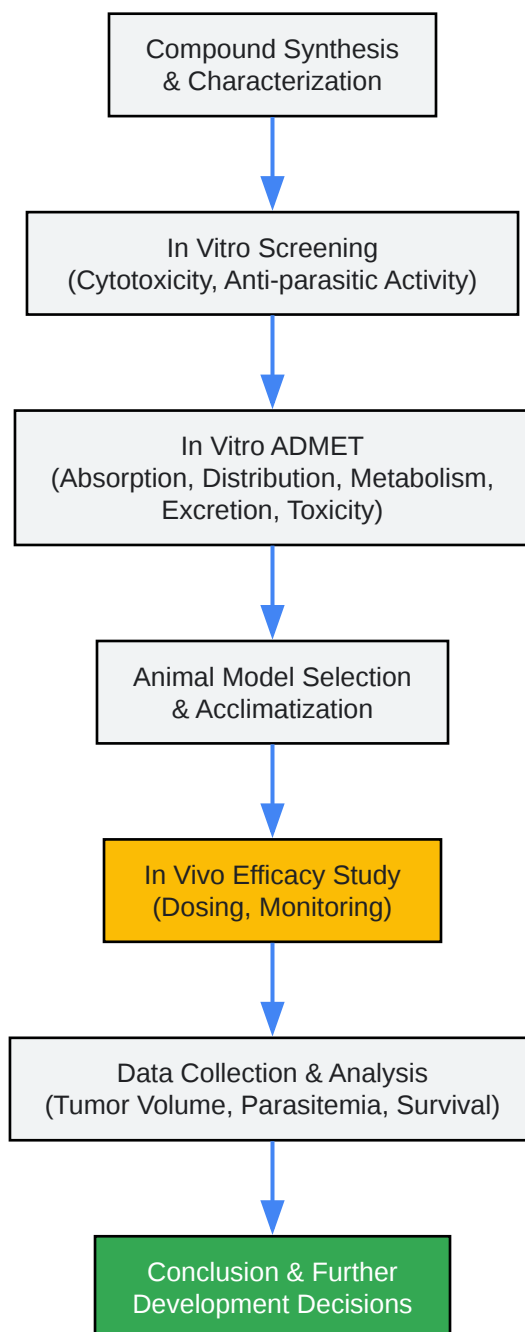 Compound Synthesis
& Characterization
In Vitro Screening
(Cytotoxicity, Anti-parasitic Activity)
In Vitro ADMET
(Absorption, Distribution, Metabolism,
Excretion, Toxicity)
Animal Model Selection
& Acclimatization
In Vivo Efficacy Study
(Dosing, Monitoring)
Data Collection & Analysis
(Tumor Volume, Parasitemia, Survival)
Conclusion & Further
Development Decisions